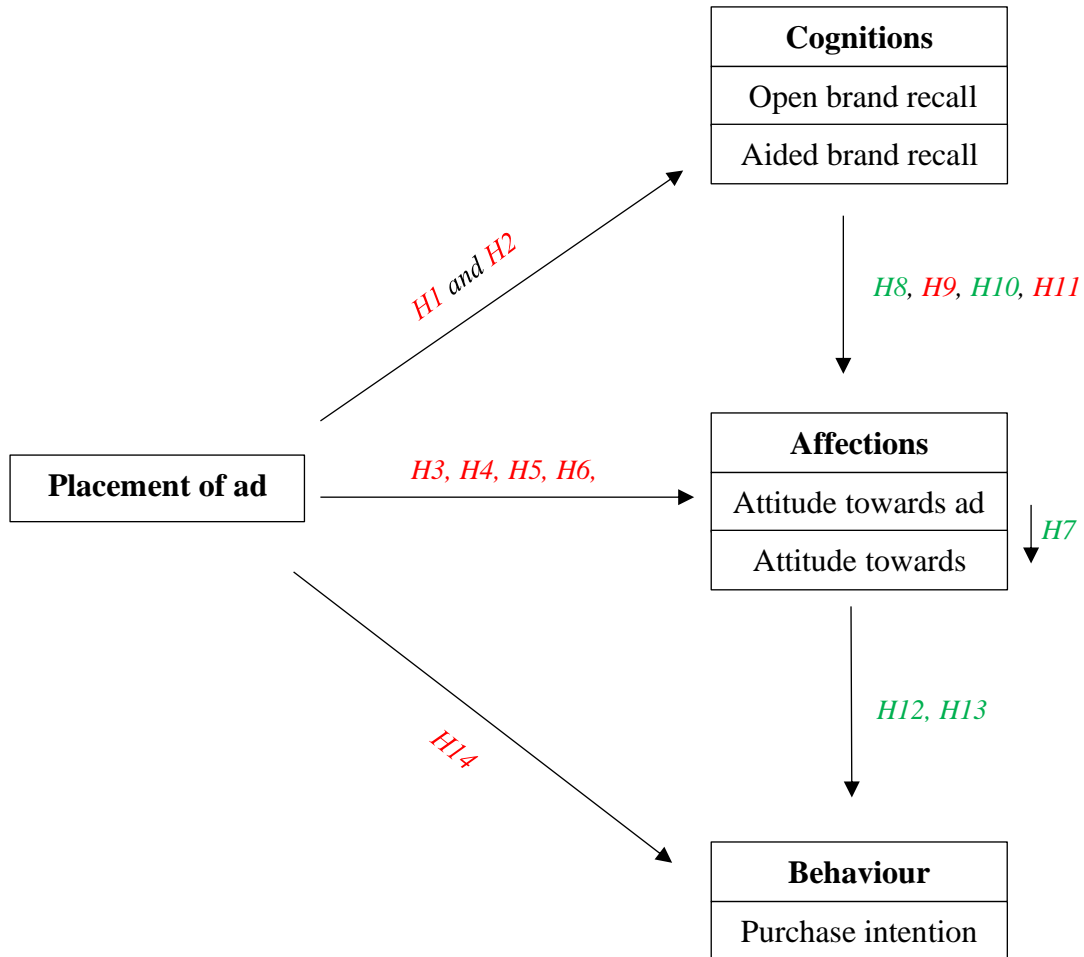 Cognitions
Open brand recall
Aided brand recall
H1 and H2
H8, H9, H10, H11
Placement of ad
H3, H4, H5, H6,
Affections
Attitude towards ad
Attitude towards
H7
H12, H13
H14
Behaviour
Purchase intention